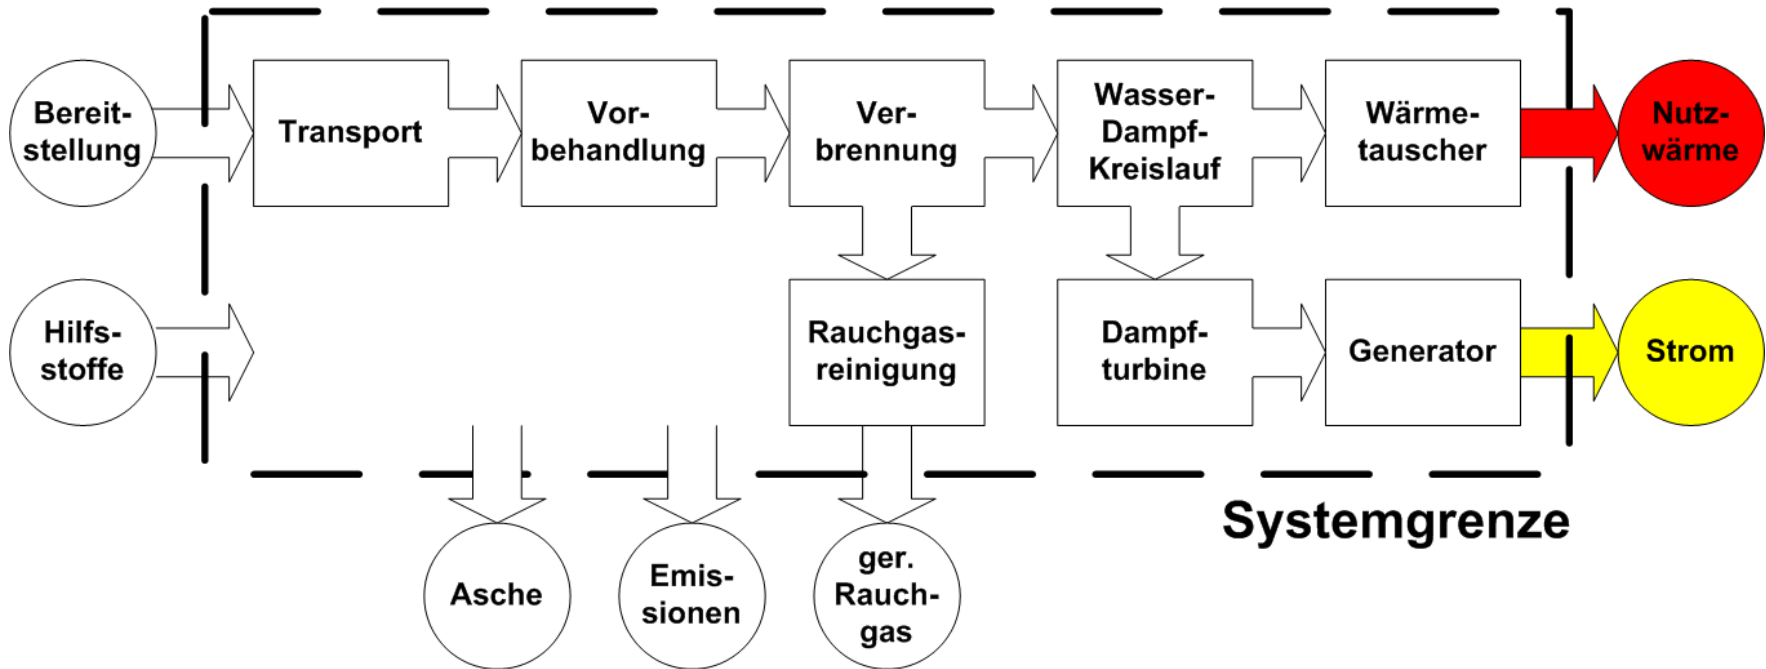 Bereit-
stellung
Transport
Vor-
behandlung
Ver-
brennung
Wasser-
Dampf-
Kreislauf
Wärme-
tauscher
Nutz-
wärme
Hilfs-
stoffe
Rauchgas-
reinigung
Dampf-
turbine
Generator
Strom
Systemgrenze
Asche
Emis-
sionen
ger.
Rauch-
gas